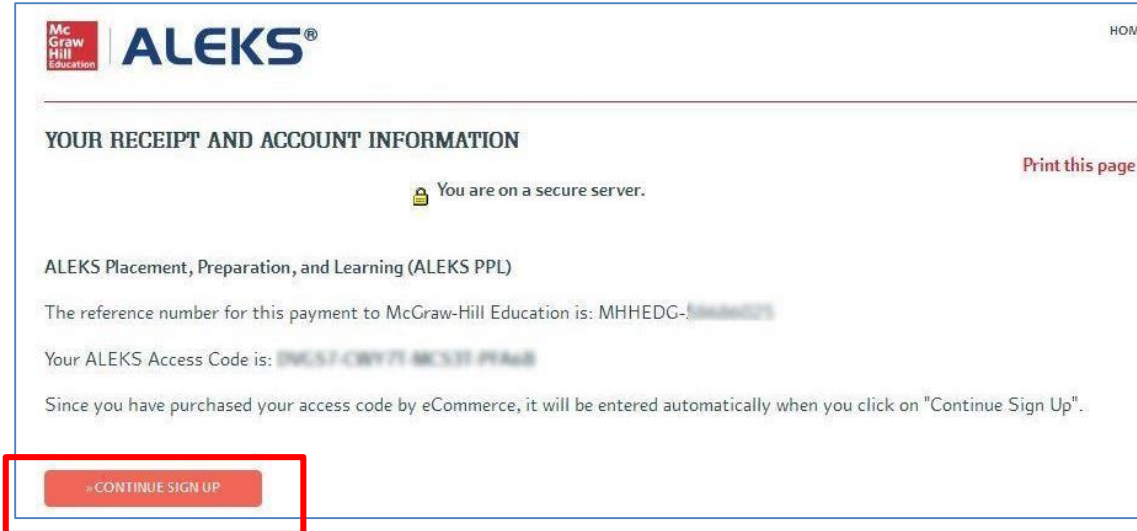 Mc
Graw
Hill
Education
ALEKS®
HOM
YOUR RECEIPT AND ACCOUNT INFORMATION
Print this page
You are on a secure server.
ALEKS Placement, Preparation, and Learning (ALEKS PPL)
The reference number for this payment to McGraw-Hill Education is: MHHEDG-
Your ALEKS Access Code is:
Since you have purchased your access code by eCommerce, it will be entered automatically when you click on "Continue Sign Up".
»CONTINUE SIGN UP